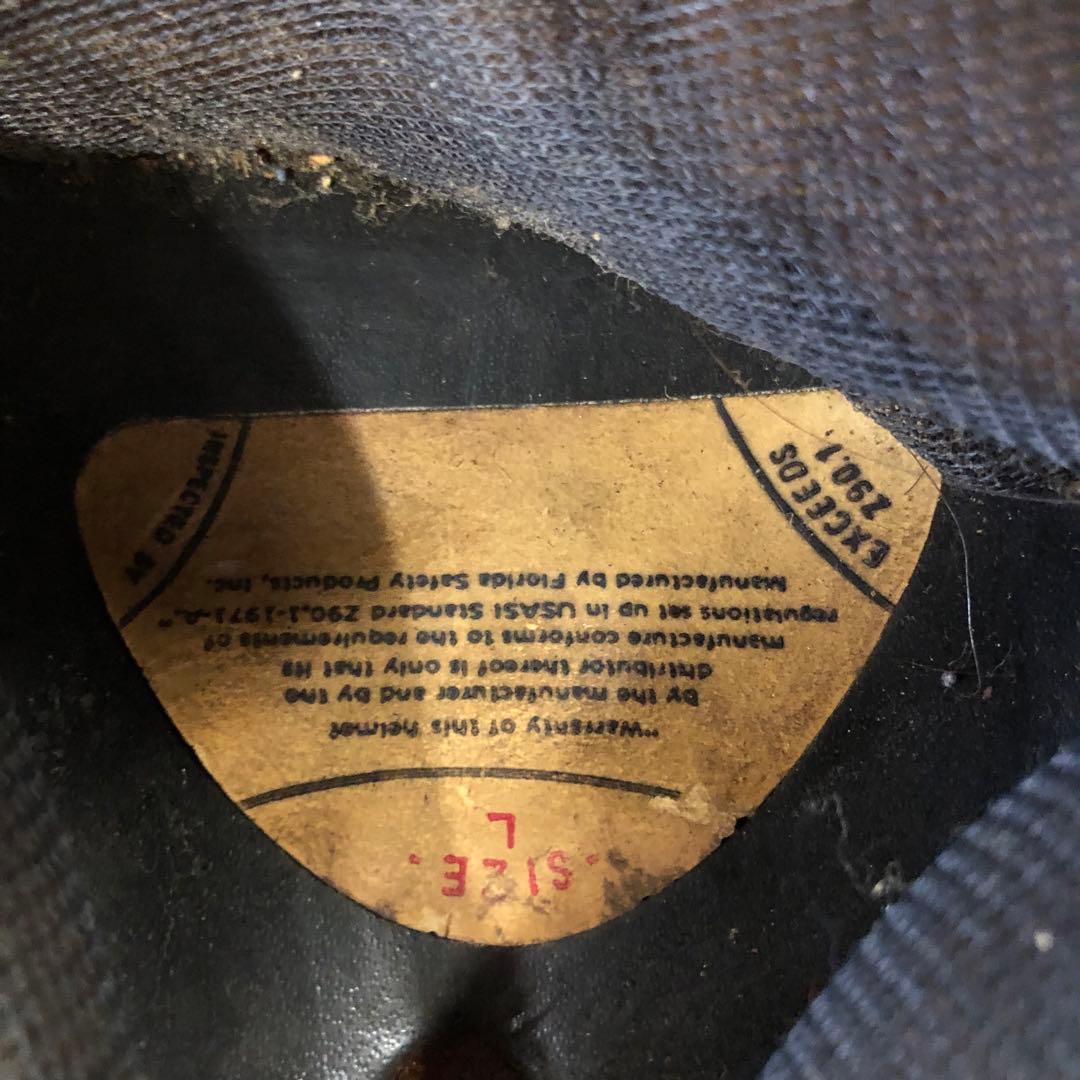 . SIZE .
L
"Warranty of this helmet
by the manufacturer and by the
distributor thereof is only that its
manufacture conforms to the requirements of
regulations set up in USASI Standard Z90.1-1971-A."
Manufactured by Florida Safety Products, Inc.
EXCEEDS
Z90.1,
INSPECTED BY